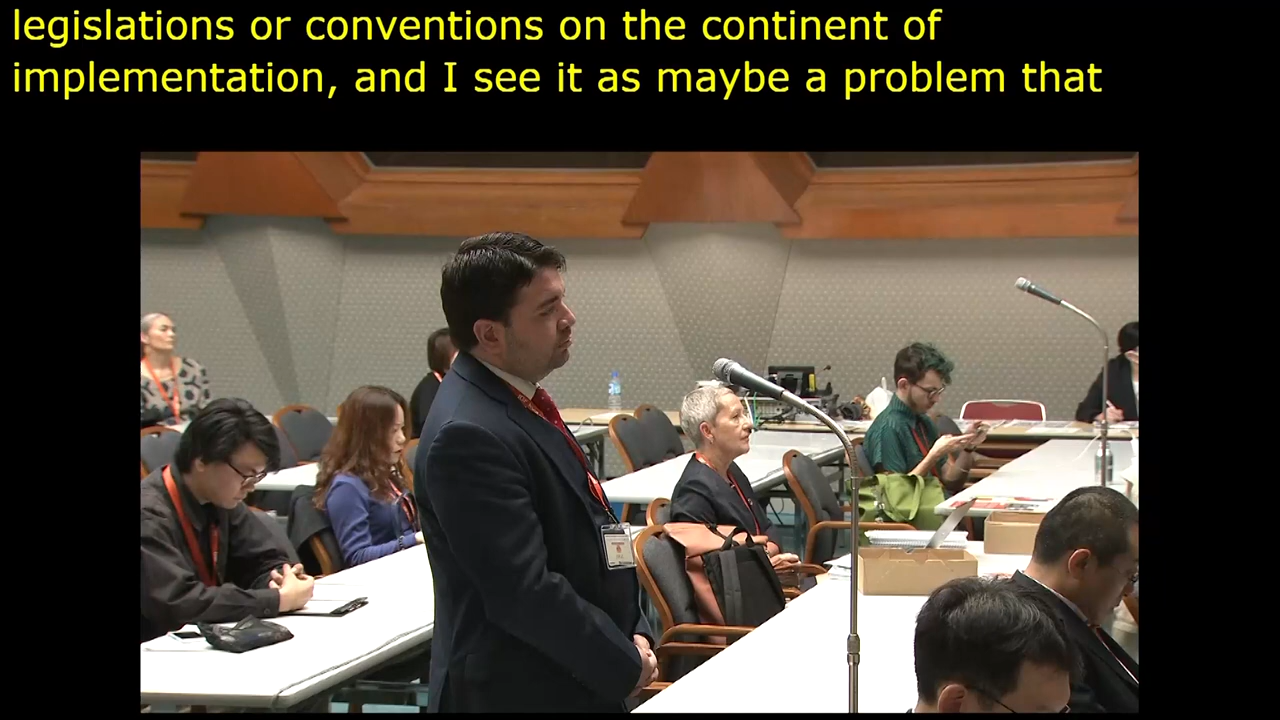 legislations or conventions on the continent of
implementation, and I see it as maybe a problem that